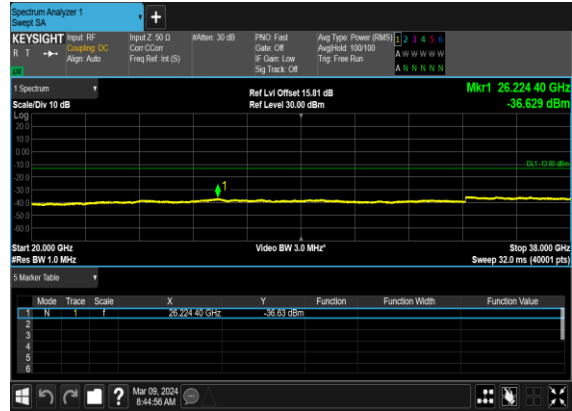 Spectrum Analyzer 1
Swept SA
+
KEYSIGHT Input: RF Input Z: 50 Ω #Atten: 30 dB PNO: Fast Avg Type: Power (RMS) 1 2 3 4 5 6
R T Coupling: DC Corr CCorr Gate: Off Avg|Hold: 100/100 A W W W W W
Align: Auto Freq Ref: Int (S) IF Gain: Low Trig: Free Run
Sig Track: Off A N N N N N
1 Spectrum Ref Lvl Offset 15.81 dB Mkr1 26.224 40 GHz
Scale/Div 10 dB Ref Level 30.00 dBm -36.629 dBm
Log
20.0
10.0
0.00
-10.0 DL1 -13.00 dBm
-20.0
-30.0 1
-40.0
-50.0
-60.0
Start 20.000 GHz Video BW 3.0 MHz* Stop 38.000 GHz
#Res BW 1.0 MHz Sweep 32.0 ms (40001 pts)
5 Marker Table
Mode Trace Scale X Y Function Function Width Function Value
1 N 1 f 26.224 40 GHz -36.63 dBm
2
3
4
5
6
? Mar 09, 2024
8:44:56 AM